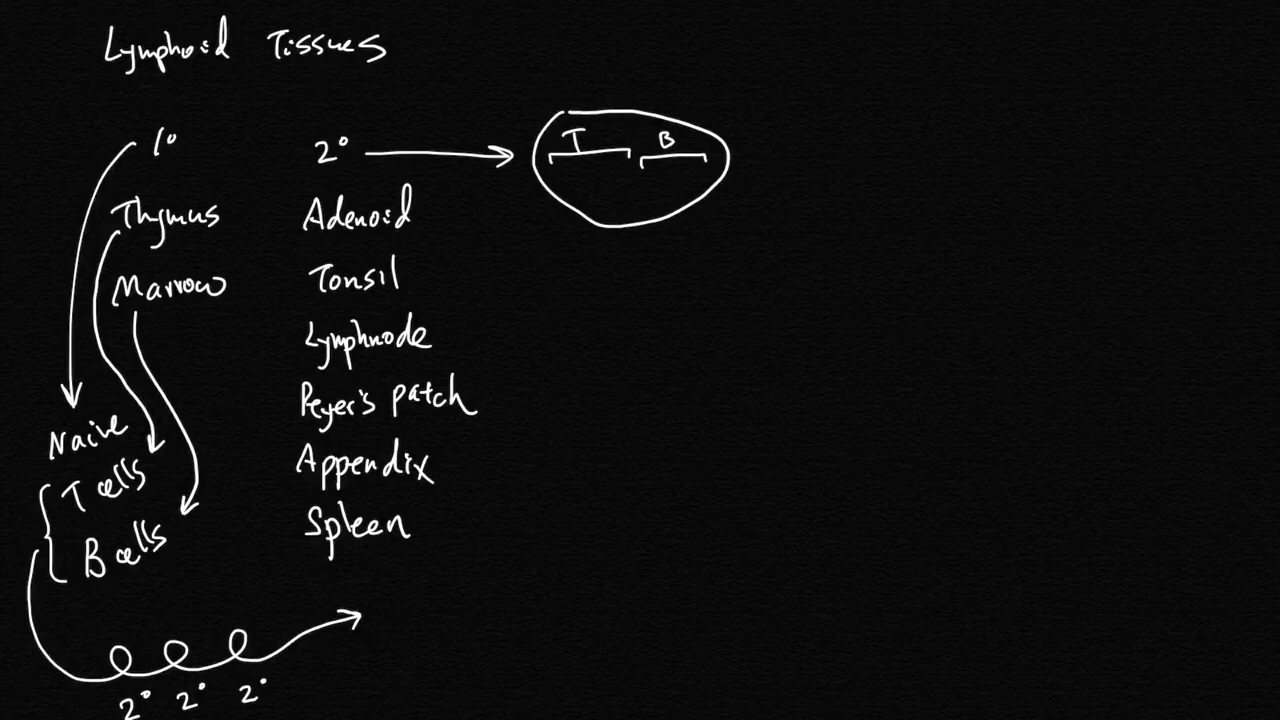 Lymphoid Tissues
1° 2°
T B
Thymus Adenoid
Marrow Tonsil
Lymphnode
Peyer's patch
Appendix
Spleen
Naive
T cells
B cells
2° 2° 2°